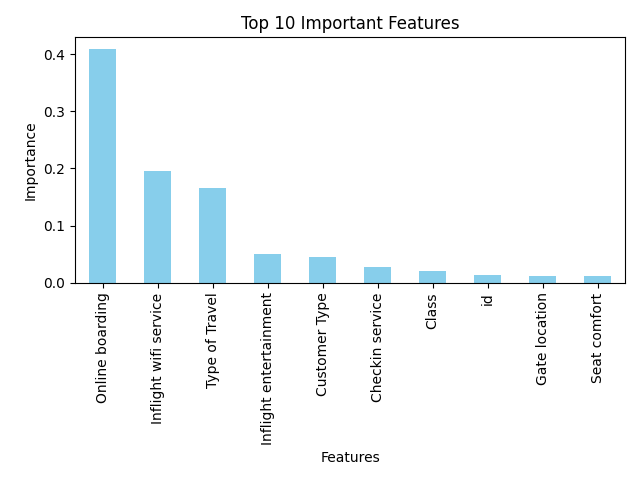 Top 10 Important Features
Importance
0.4
0.3
0.2
0.1
0.0
Online boarding
Inflight wifi service
Type of Travel
Inflight entertainment
Customer Type
Checkin service
Class
id
Gate location
Seat comfort
Features